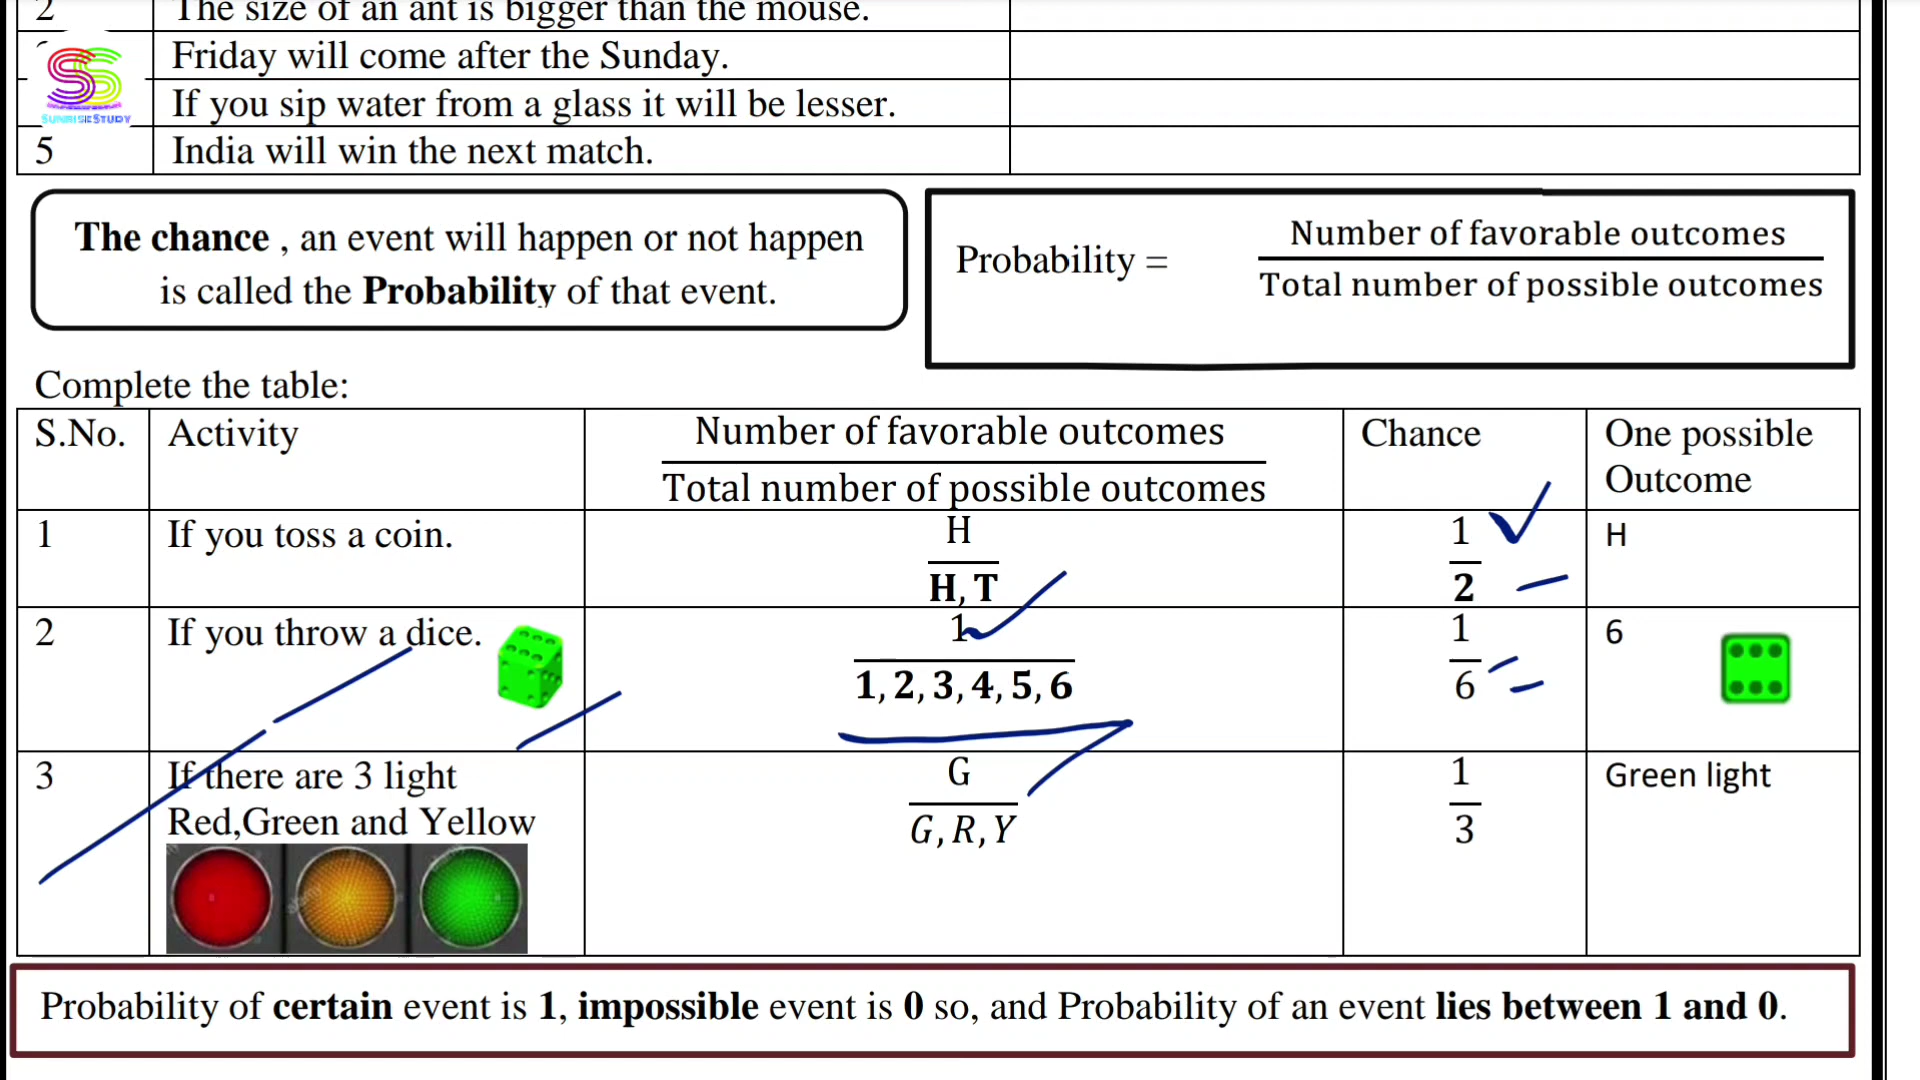 2 The size of an ant is bigger than the mouse.
Friday will come after the Sunday.
If you sip water from a glass it will be lesser.
SS
SUNRISE STUDY
5 India will win the next match.
The chance , an event will happen or not happen
is called the Probability of that event.
Probability = Number of favorable outcomes
Total number of possible outcomes
Complete the table:
S.No. Activity Number of favorable outcomes Chance One possible
Total number of possible outcomes Outcome
1 If you toss a coin. H 1 H
H, T 2
2 If you throw a dice. 1 1 6
1, 2, 3, 4, 5, 6 6
3 If there are 3 light G 1 Green light
Red,Green and Yellow G, R, Y 3
Probability of certain event is 1, impossible event is 0 so, and Probability of an event lies between 1 and 0.